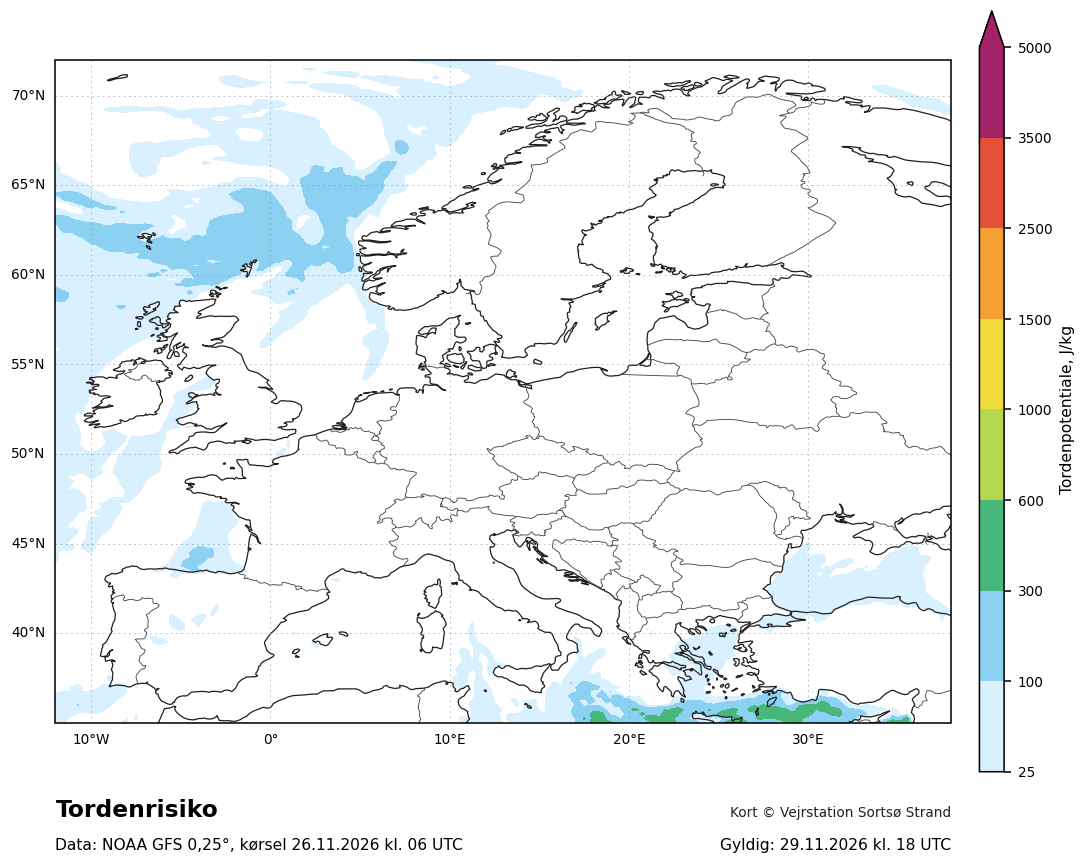 70°N
65°N
60°N
55°N
50°N
45°N
40°N
10°W
0°
10°E
20°E
30°E
5000
3500
2500
1500
1000
600
300
100
25
Tordenpotentiale, J/kg
Tordenrisiko
Kort © Vejrstation Sortsø Strand
Data: NOAA GFS 0,25°, kørsel 26.11.2026 kl. 06 UTC
Gyldig: 29.11.2026 kl. 18 UTC